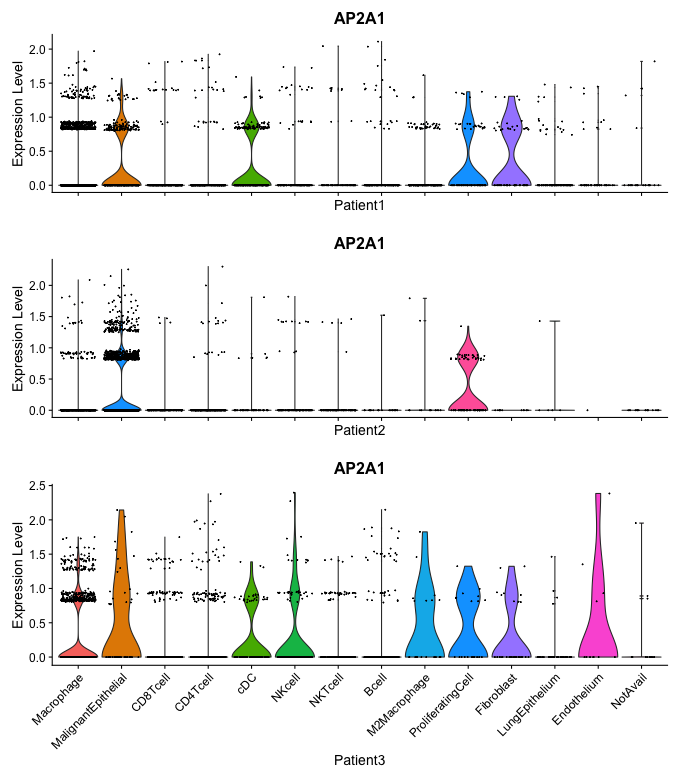 AP2A1
Expression Level
2.0
1.5
1.0
0.5
0.0
Patient1
AP2A1
Expression Level
2.0
1.5
1.0
0.5
0.0
Patient2
AP2A1
Expression Level
2.5
2.0
1.5
1.0
0.5
0.0
Macrophage
MalignantEpithelial
CD8Tcell
CD4Tcell
cDC
NKcell
NKTcell
Bcell
M2Macrophage
ProliferatingCell
Fibroblast
LungEpithelium
Endothelium
NotAvail
Patient3